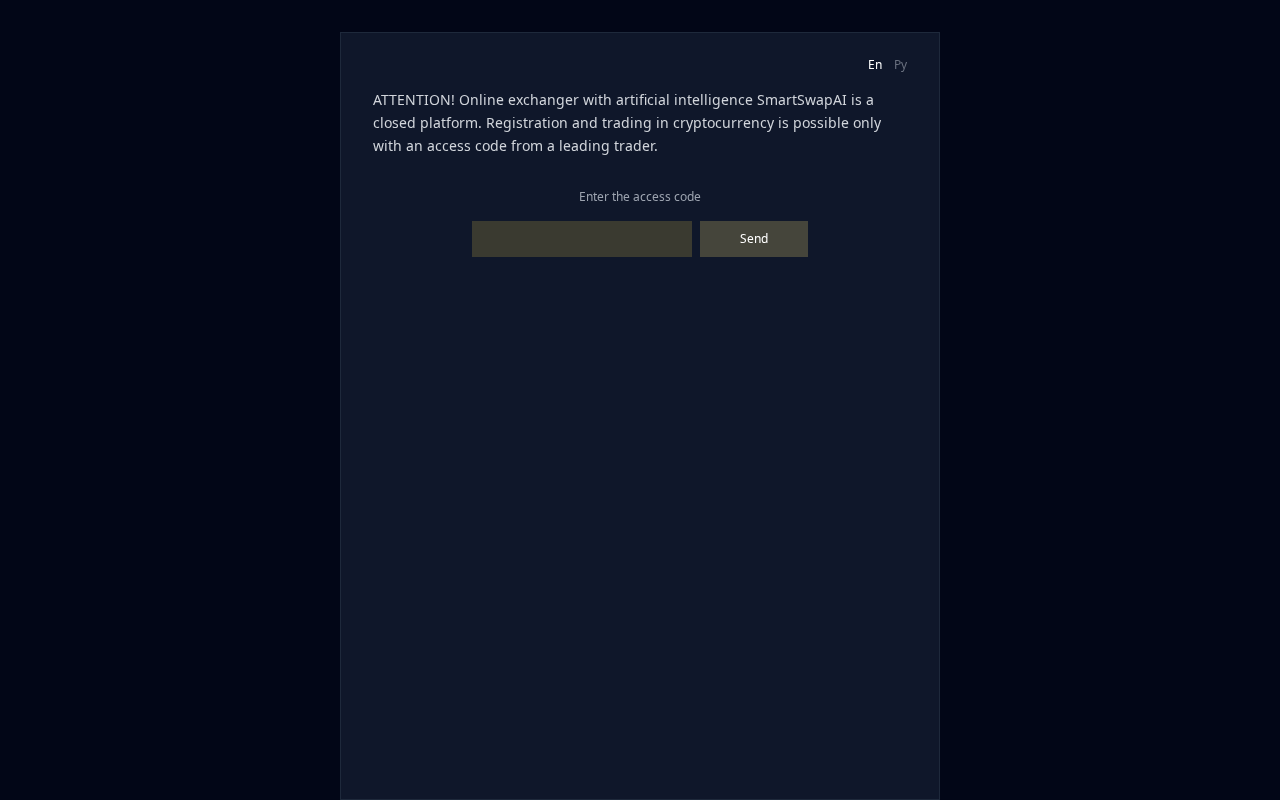 En Ру
ATTENTION! Online exchanger with artificial intelligence SmartSwapAI is a
closed platform. Registration and trading in cryptocurrency is possible only
with an access code from a leading trader.
Enter the access code
Send